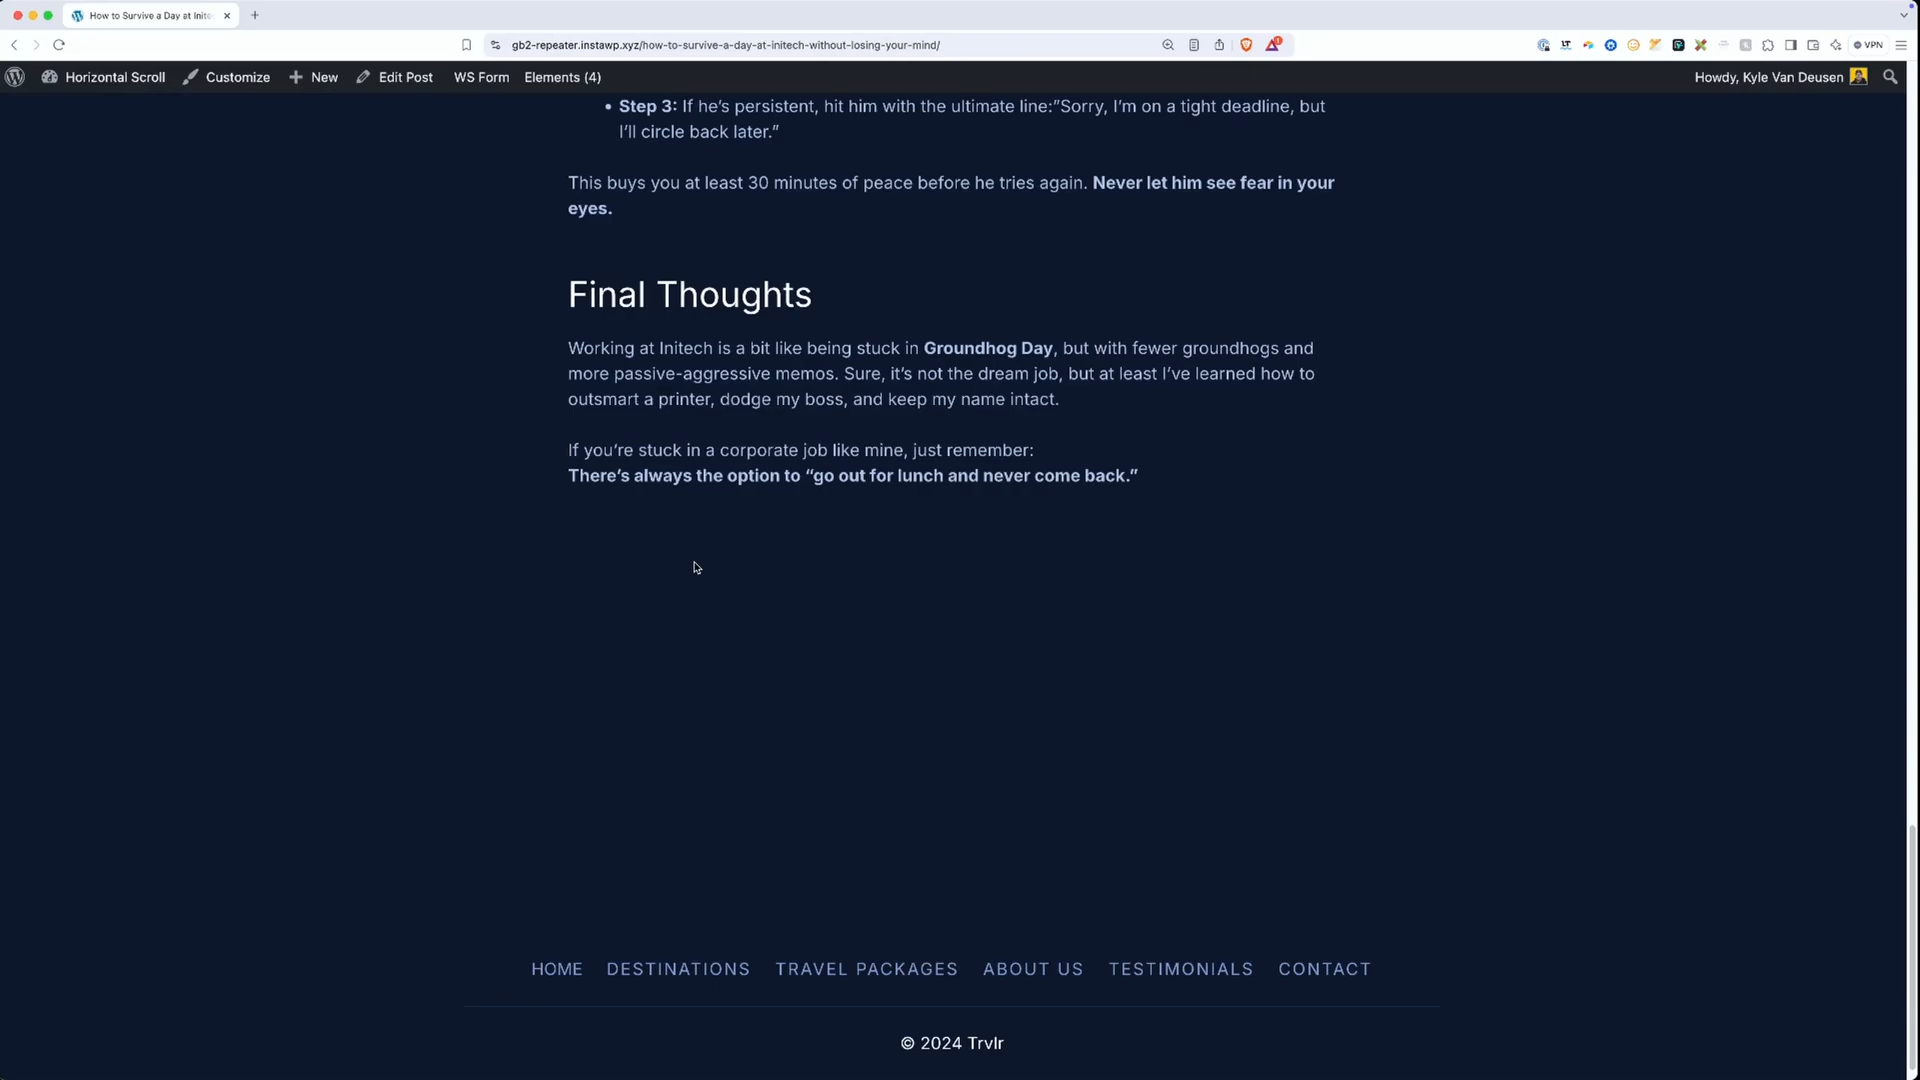 How to Survive a Day at Inite
gb2-repeater.instawp.xyz/how-to-survive-a-day-at-initech-without-losing-your-mind/
VPN
Horizontal Scroll Customize New Edit Post WS Form Elements (4) Howdy, Kyle Van Deusen
• Step 3: If he’s persistent, hit him with the ultimate line:”Sorry, I’m on a tight deadline, but
I’ll circle back later.”
This buys you at least 30 minutes of peace before he tries again. Never let him see fear in your
eyes.
Final Thoughts
Working at Initech is a bit like being stuck in Groundhog Day, but with fewer groundhogs and
more passive-aggressive memos. Sure, it’s not the dream job, but at least I’ve learned how to
outsmart a printer, dodge my boss, and keep my name intact.
If you’re stuck in a corporate job like mine, just remember:
There’s always the option to “go out for lunch and never come back.”
HOME DESTINATIONS TRAVEL PACKAGES ABOUT US TESTIMONIALS CONTACT
© 2024 Trvlr